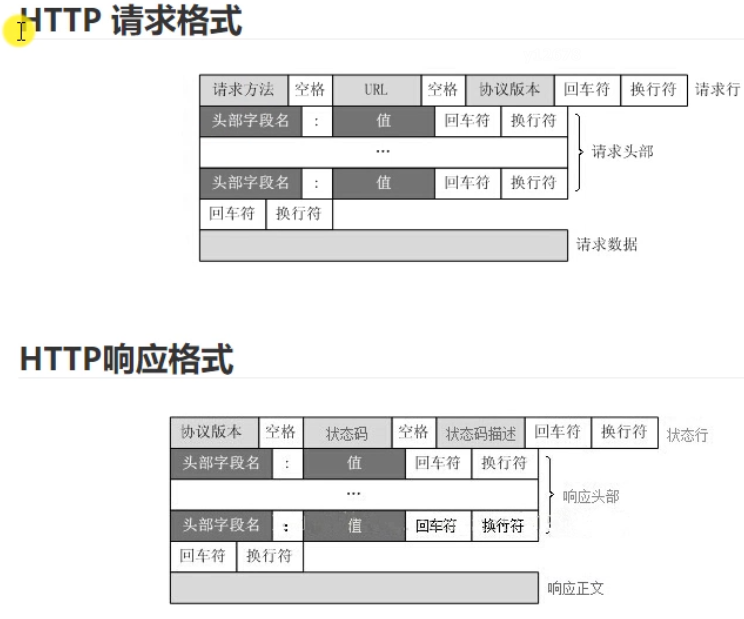 HTTP 请求格式
请求方法 空格 URL 空格 协议版本 回车符 换行符 请求行
头部字段名 : 值 回车符 换行符
...
请求头部
头部字段名 : 值 回车符 换行符
回车符 换行符
请求数据
HTTP响应格式
协议版本 空格 状态码 空格 状态码描述 回车符 换行符 状态行
头部字段名 : 值 回车符 换行符
...
响应头部
头部字段名 : 值 回车符 换行符
回车符 换行符
响应正文